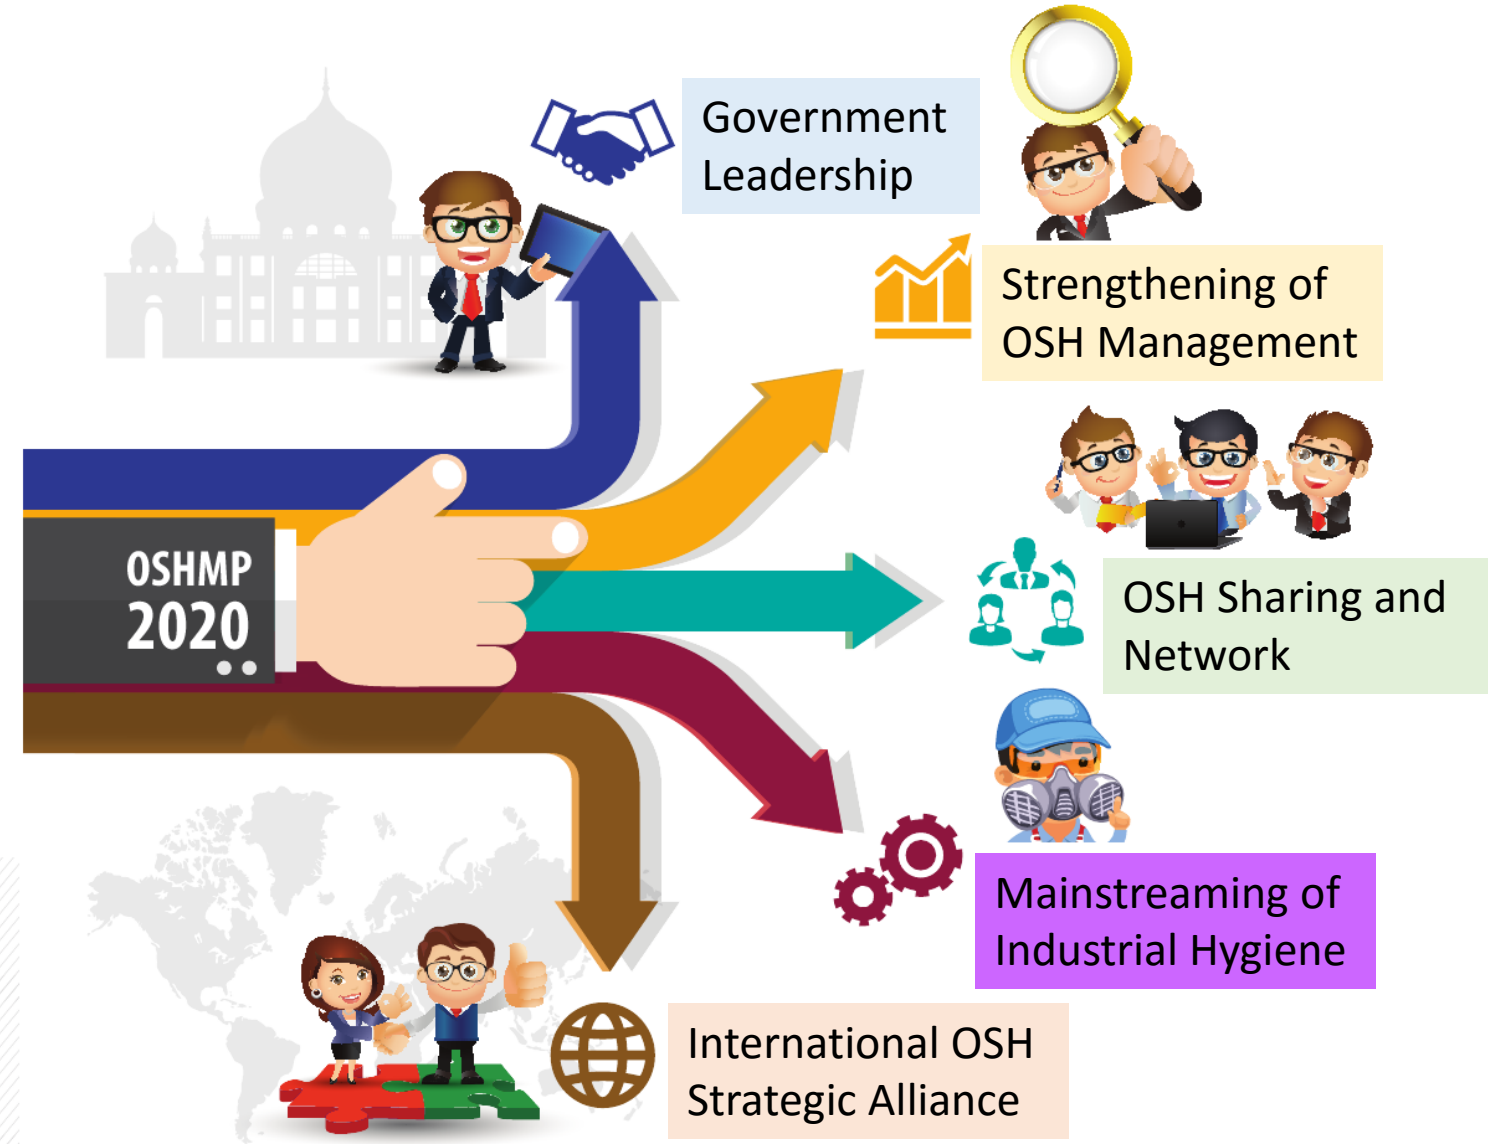 Government
Leadership
Strengthening of
OSH Management
OSHMP
2020
OSH Sharing and
Network
Mainstreaming of
Industrial Hygiene
International OSH
Strategic Alliance